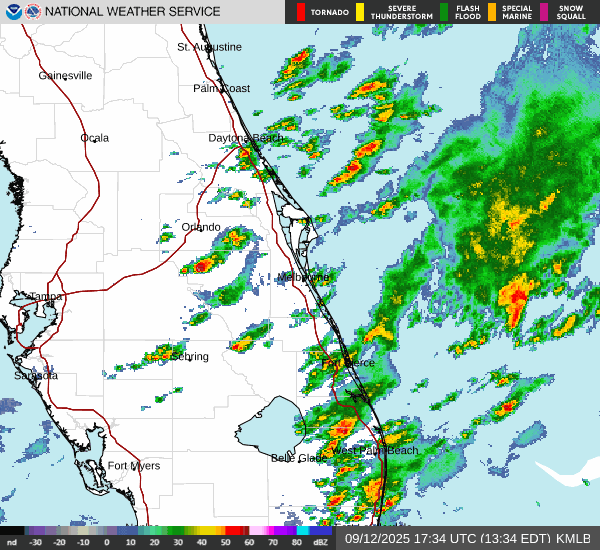 NATIONAL WEATHER SERVICE
TORNADO
SEVERE
THUNDERSTORM
FLASH
FLOOD
SPECIAL
MARINE
SNOW
SQUALL
St. Augustine
Gainesville
Palm Coast
Ocala
Daytona Beach
Orlando
Melbourne
Tampa
Sebring
Fort Pierce
Sarasota
West Palm Beach
Belle Glade
Fort Myers
nd -30 -20 -10 0 10 20 30 40 50 60 70 80 dBZ
09/12/2025 17:34 UTC (13:34 EDT) KMLB